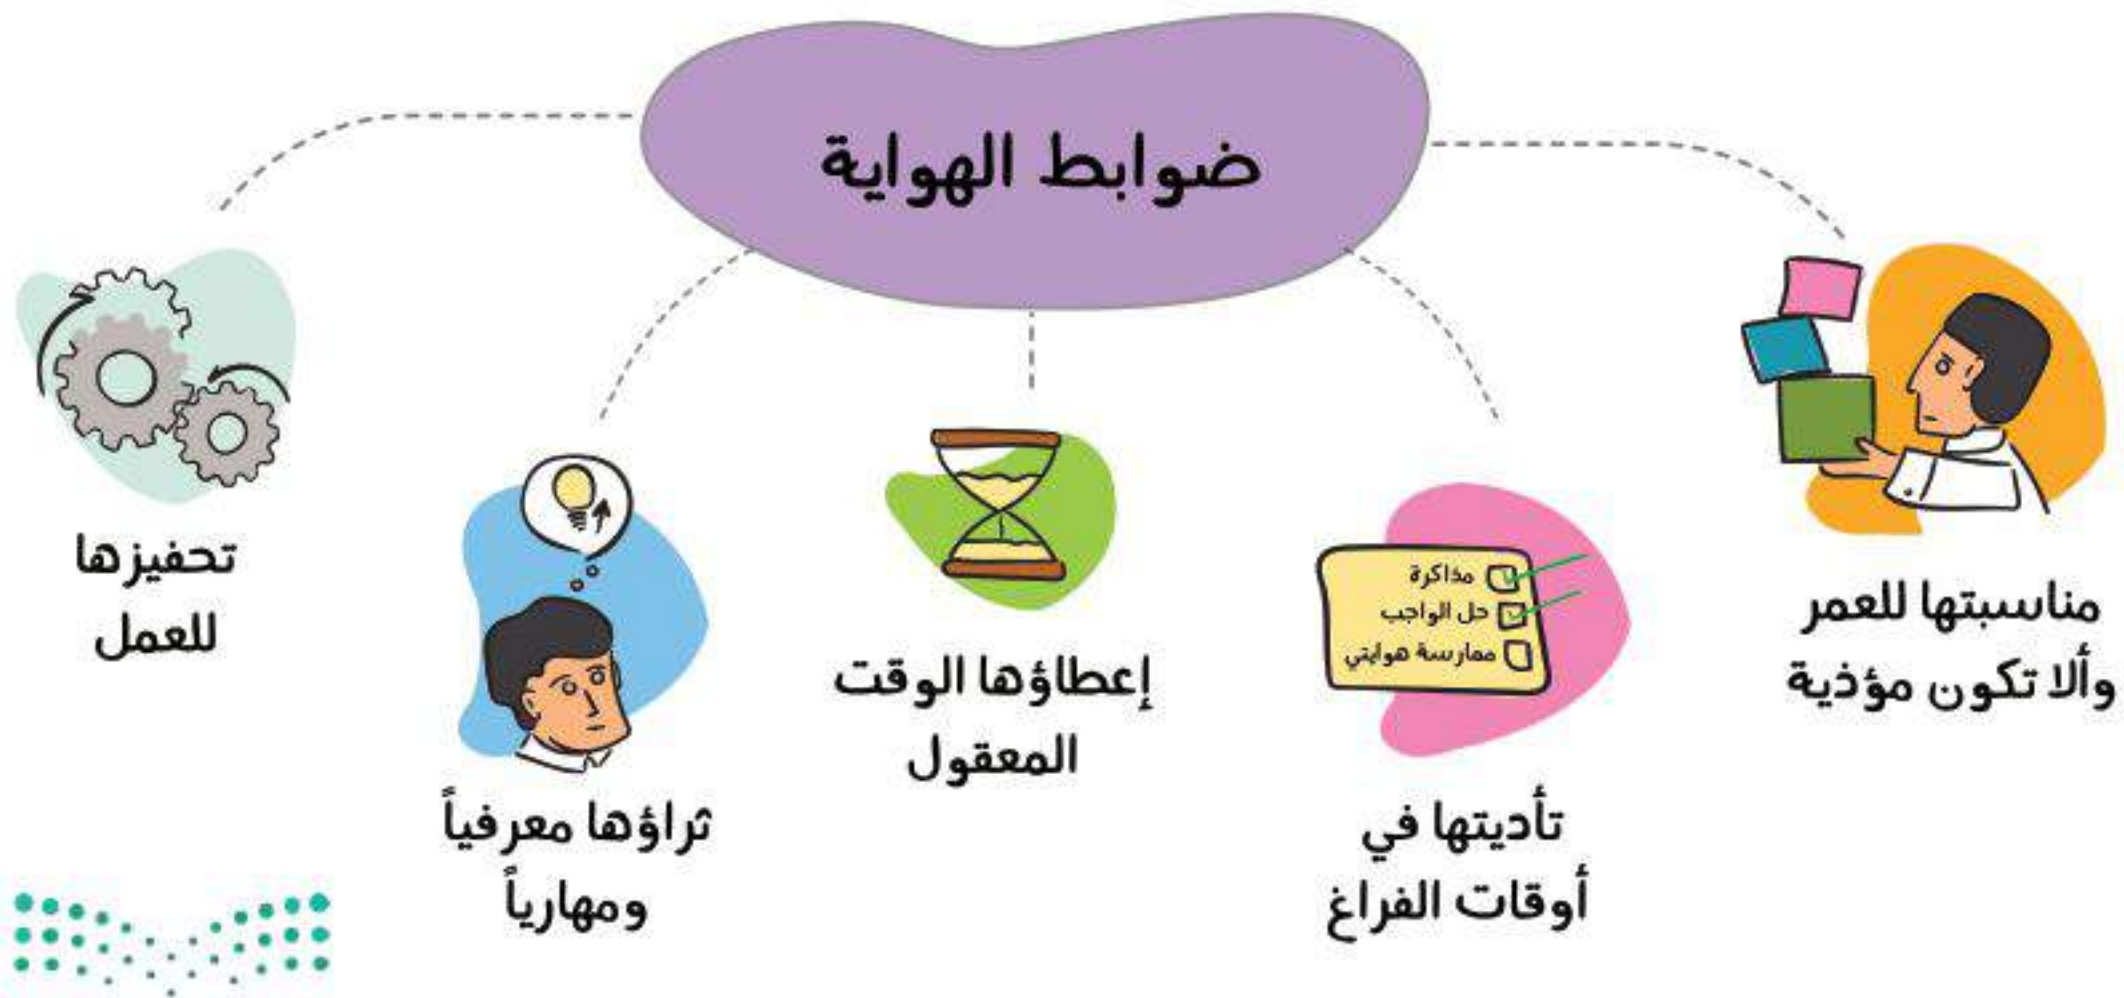 ضوابط الهواية
مناسبتها للعمر
وألا تكون مؤذية
مذاكرة
حل الواجب
ممارسة هوايتي
تأديتها في
أوقات الفراغ
إعطاؤها الوقت
المعقول
ثراؤها معرفياً
ومهارياً
تحفيزها
للعمل